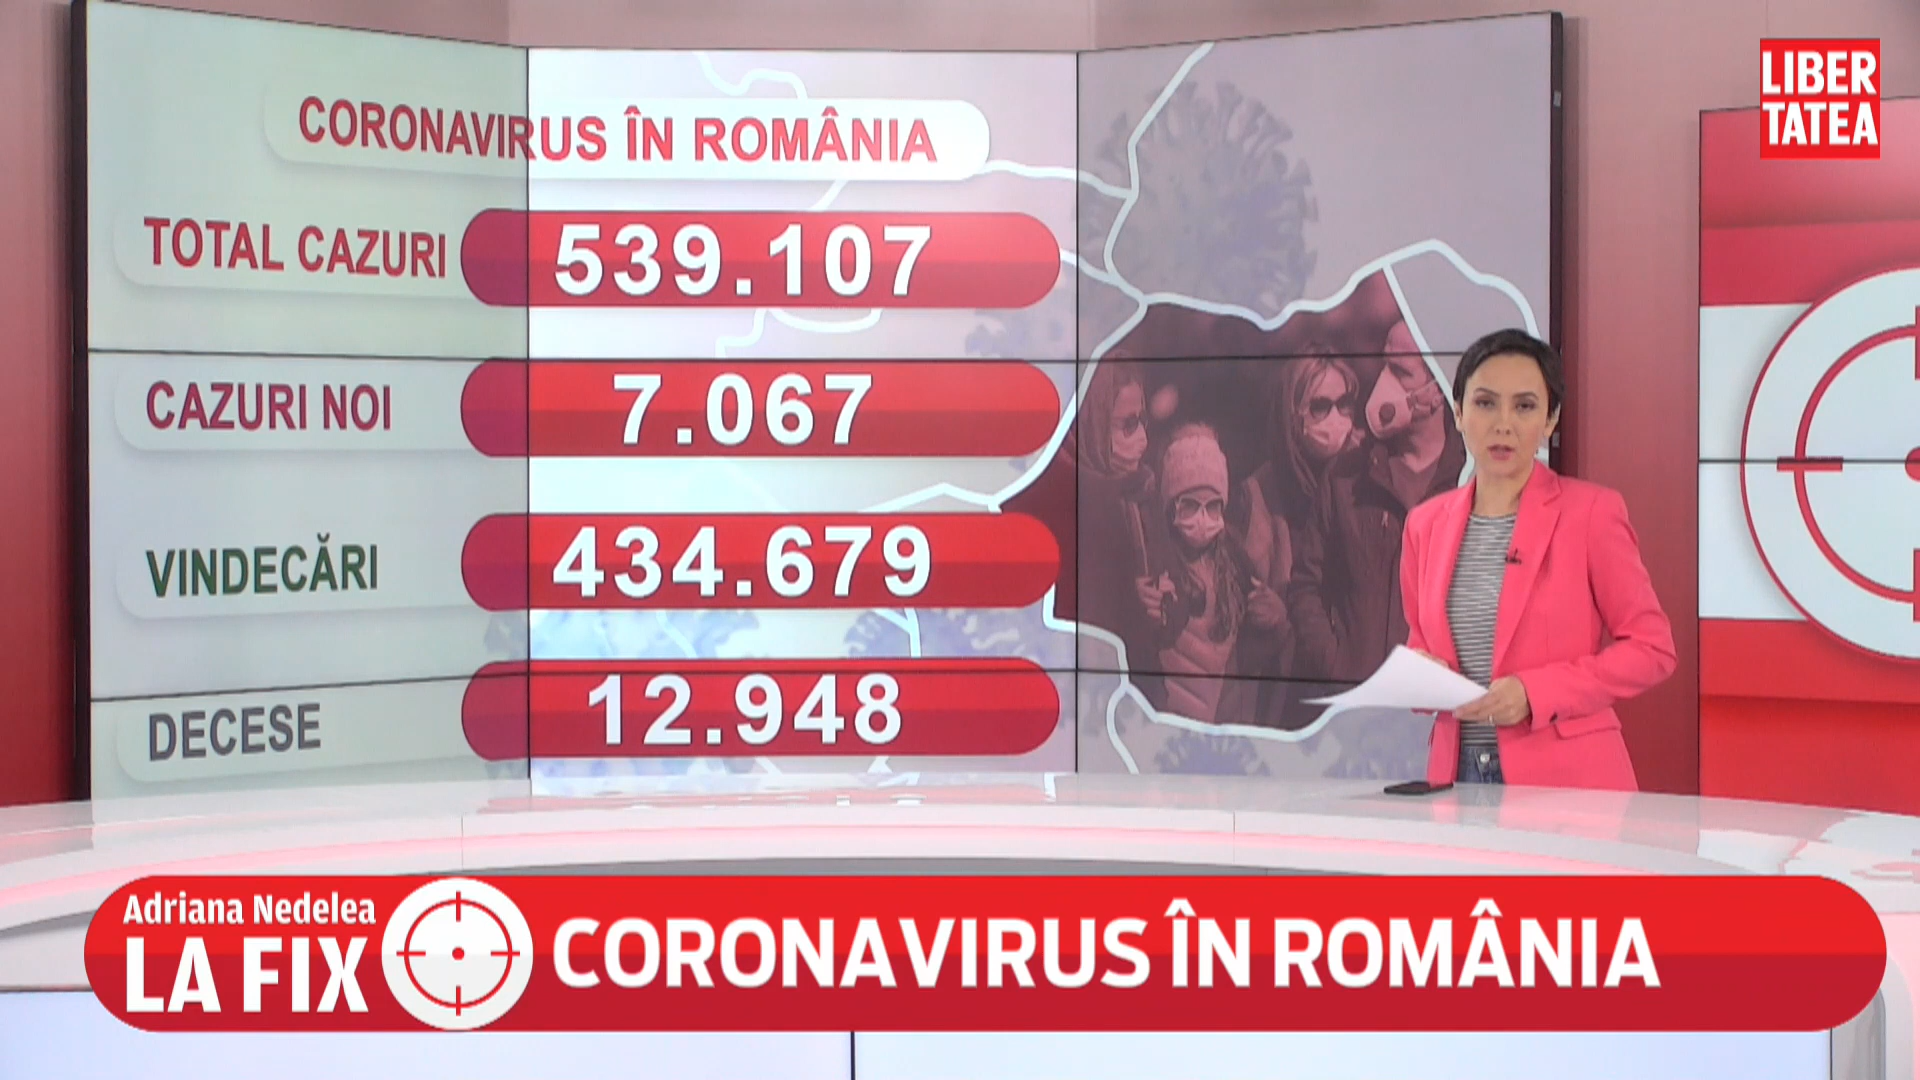 LIBER
TATEA
CORONAVIRUS ÎN ROMÂNIA
TOTAL CAZURI 539.107
CAZURI NOI 7.067
VINDECĂRI 434.679
DECESE 12.948
Adriana Nedelea
LA FIX
CORONAVIRUS ÎN ROMÂNIA